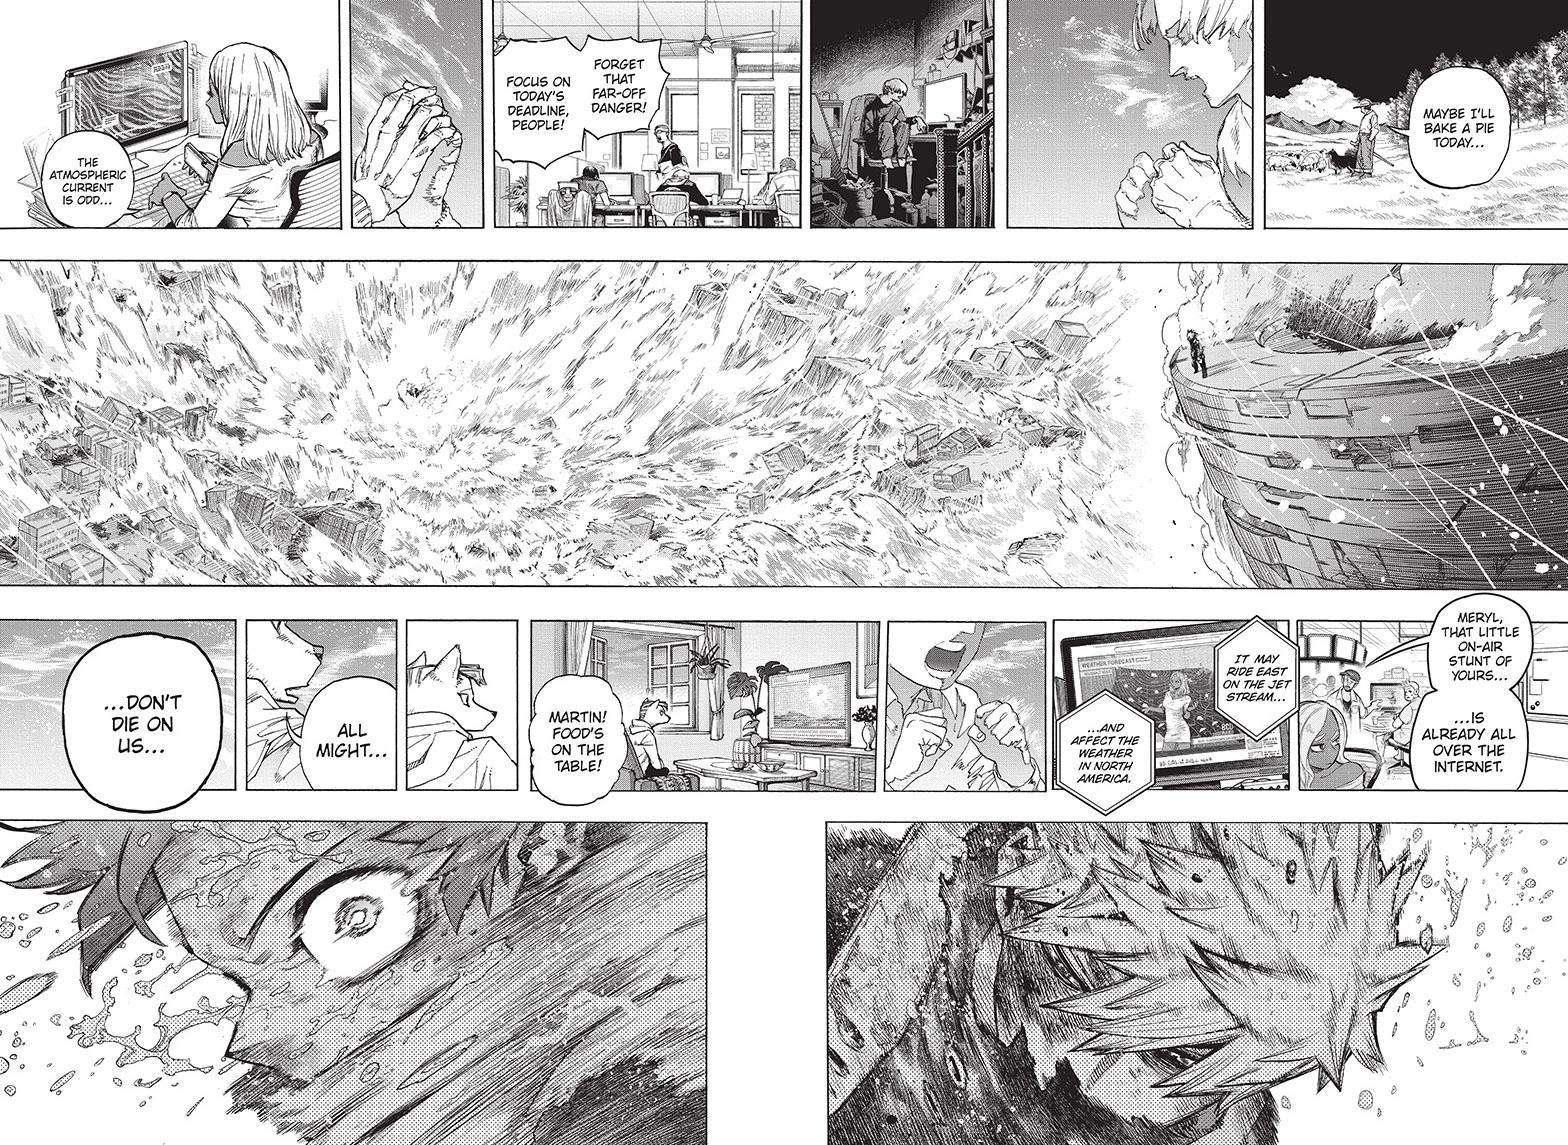 MAYBE I'LL
BAKE A PIE
TODAY...
FORGET
THAT
FAR-OFF
DANGER!
FOCUS ON
TODAY'S
DEADLINE,
PEOPLE!
THE
ATMOSPHERIC
CURRENT
IS ODD...
MERYL,
THAT LITTLE
ON-AIR
STUNT OF
YOURS...
...IS
ALREADY ALL
OVER THE
INTERNET.
WEATHER FORECAST
IT MAY
RIDE EAST
ON THE JET
STREAM...
...AND
AFFECT THE
WEATHER
IN NORTH
AMERICA.
MARTIN!
FOOD'S
ON THE
TABLE!
ALL
MIGHT...
...DON'T
DIE ON
US...